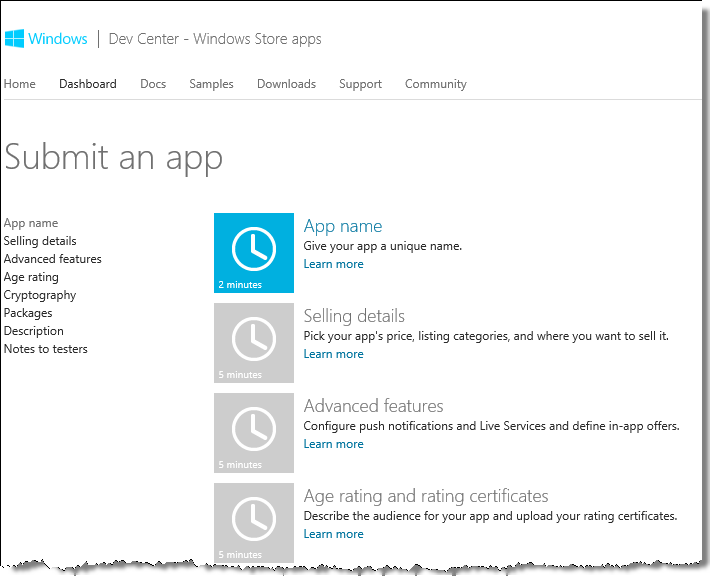 Windows | Dev Center - Windows Store apps
Home Dashboard Docs Samples Downloads Support Community
Submit an app
App name
Selling details
Advanced features
Age rating
Cryptography
Packages
Description
Notes to testers
2 minutes
App name
Give your app a unique name.
Learn more
5 minutes
Selling details
Pick your app's price, listing categories, and where you want to sell it.
Learn more
5 minutes
Advanced features
Configure push notifications and Live Services and define in-app offers.
Learn more
5 minutes
Age rating and rating certificates
Describe the audience for your app and upload your rating certificates.
Learn more